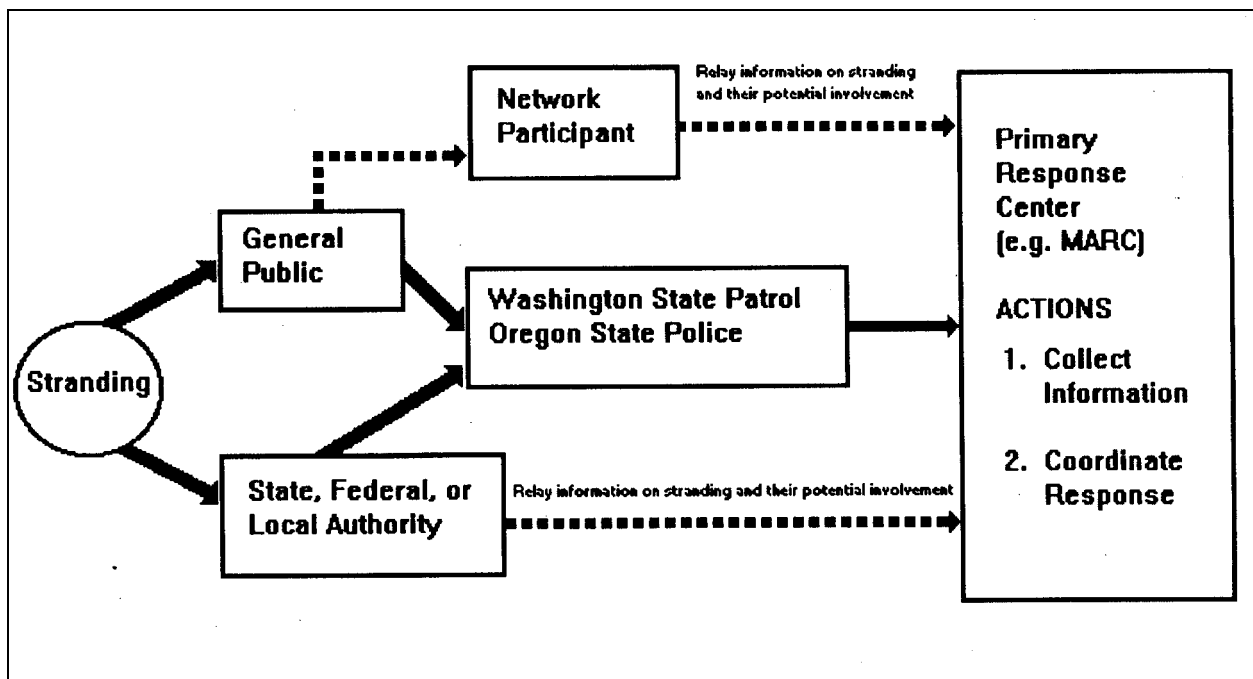 Relay information on stranding
and their potential involvement
Network
Participant
Primary
Response
Center
(e.g. MARC)
General
Public
Washington State Patrol
Oregon State Police
ACTIONS
1. Collect
Information
Stranding
2. Coordinate
Response
State, Federal, or
Local Authority
Relay information on stranding and their potential involvement